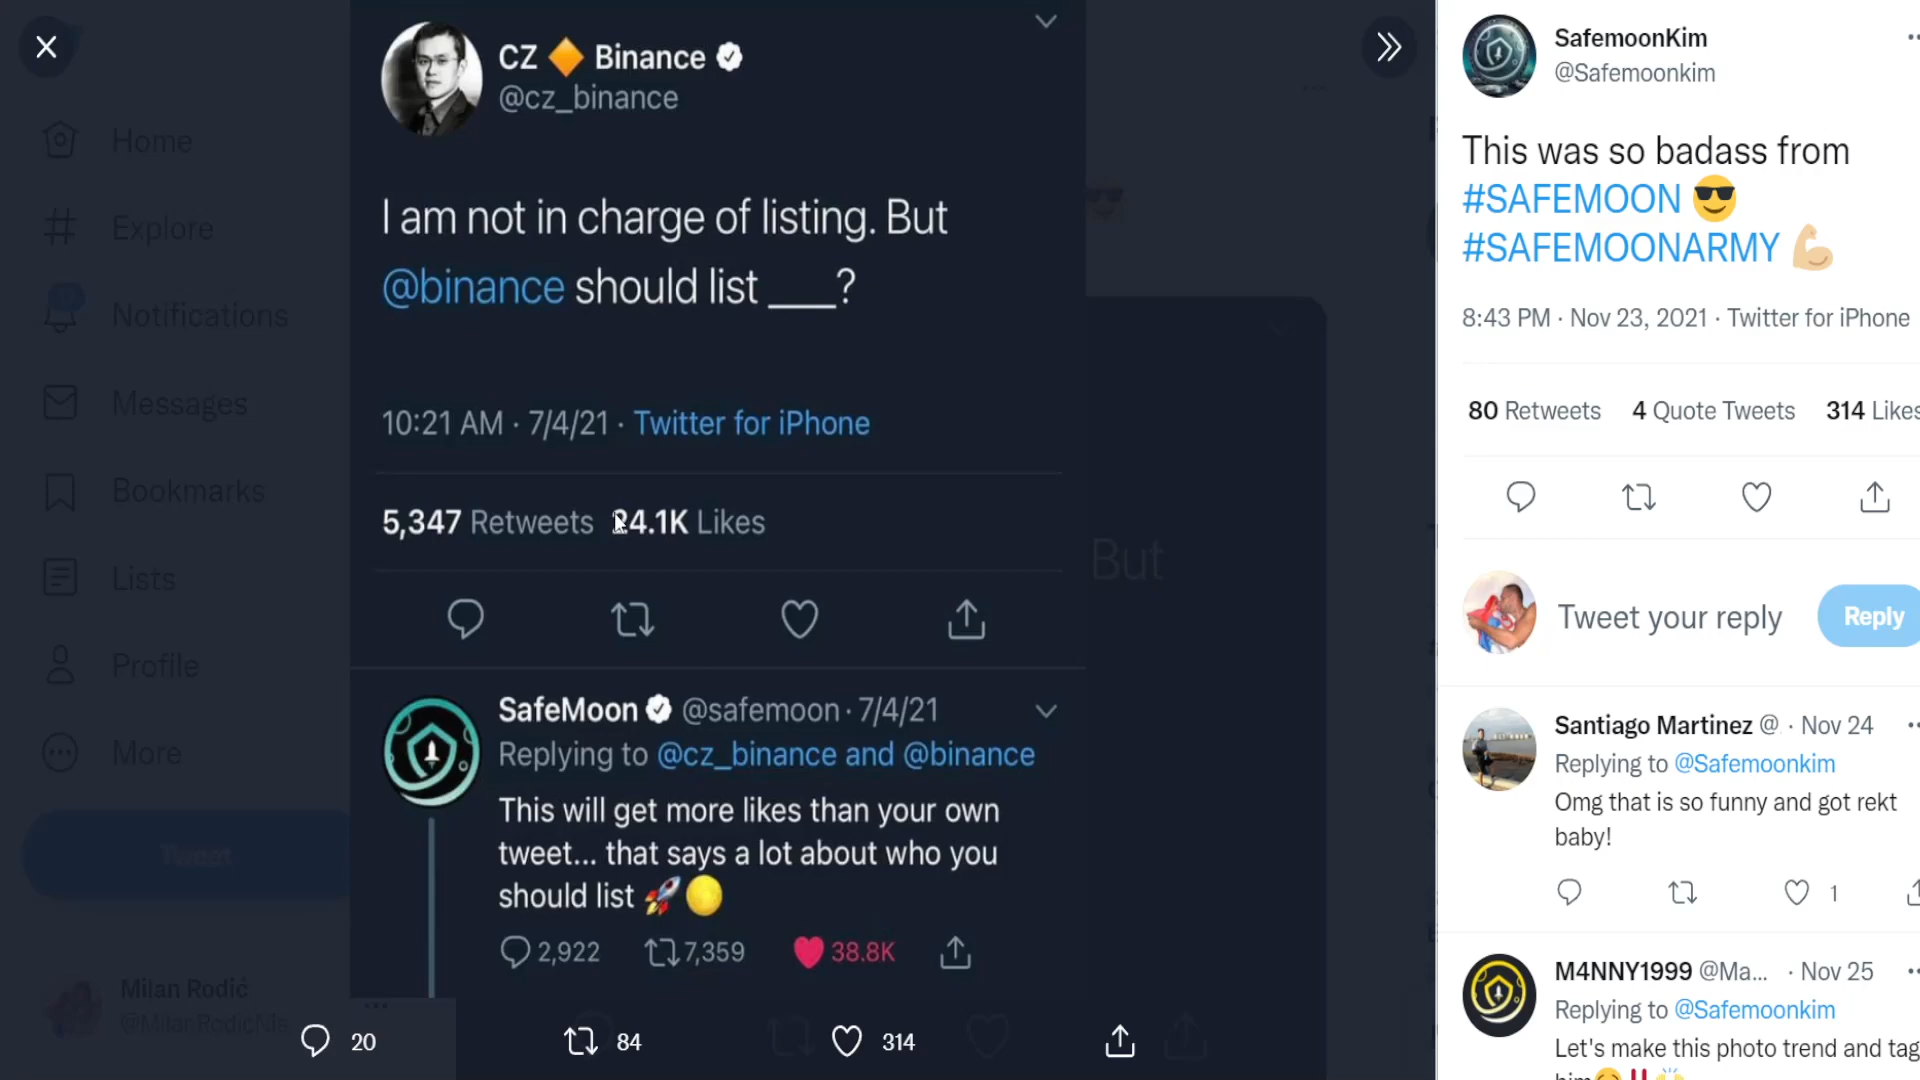 Home
Explore
Notifications
Messages
Bookmarks
Lists
Profile
More
Tweet
Milan Rodić
@MilanRodicNis
CZ 🔶 Binance
@cz_binance
I am not in charge of listing. But
@binance should list ____?
10:21 AM · 7/4/21 · Twitter for iPhone
5,347 Retweets 24.1K Likes
SafeMoon @safemoon · 7/4/21
Replying to @cz_binance and @binance
This will get more likes than your own
tweet... that says a lot about who you
should list 🚀🌕
2,922 7,359 38.8K
20 84 314
But
SafemoonKim
@Safemoonkim
This was so badass from
#SAFEMOON 😎
#SAFEMOONARMY 💪🏼
8:43 PM · Nov 23, 2021 · Twitter for iPhone
80 Retweets 4 Quote Tweets 314 Likes
Tweet your reply
Reply
Santiago Martinez @ · Nov 24
Replying to @Safemoonkim
Omg that is so funny and got rekt
baby!
1
M4NNY1999 @Ma... · Nov 25
Replying to @Safemoonkim
Let's make this photo trend and tag